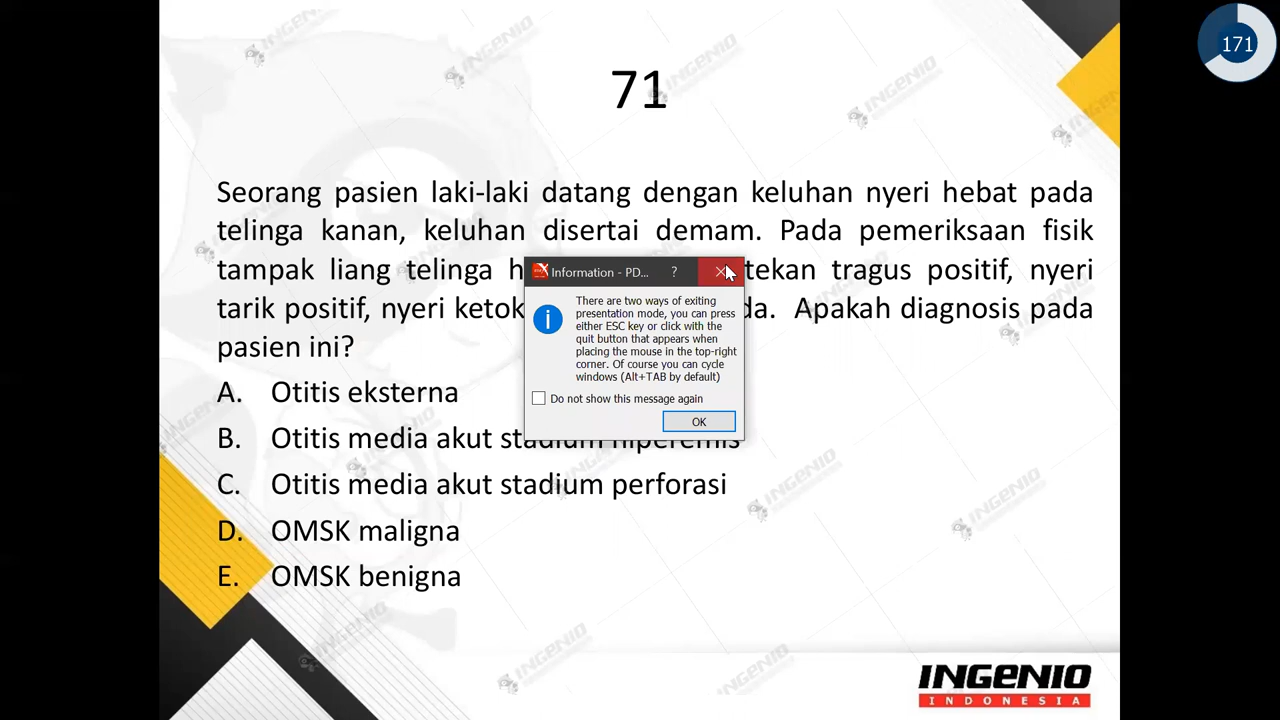 171
71
Seorang pasien laki-laki datang dengan keluhan nyeri hebat pada
telinga kanan, keluhan disertai demam. Pada pemeriksaan fisik
tampak liang telinga tekan tragus positif, nyeri
tarik positif, nyeri ketok Apakah diagnosis pada
pasien ini?
Information - PD... ?
There are two ways of exiting
presentation mode, you can press
either ESC key or click with the
quit button that appears when
placing the mouse in the top-right
corner. Of course you can cycle
windows (Alt+TAB by default)
Do not show this message again
OK
A. Otitis eksterna
B. Otitis media akut stadium hiperemis
C. Otitis media akut stadium perforasi
D. OMSK maligna
E. OMSK benigna
INGENIO
INDONESIA